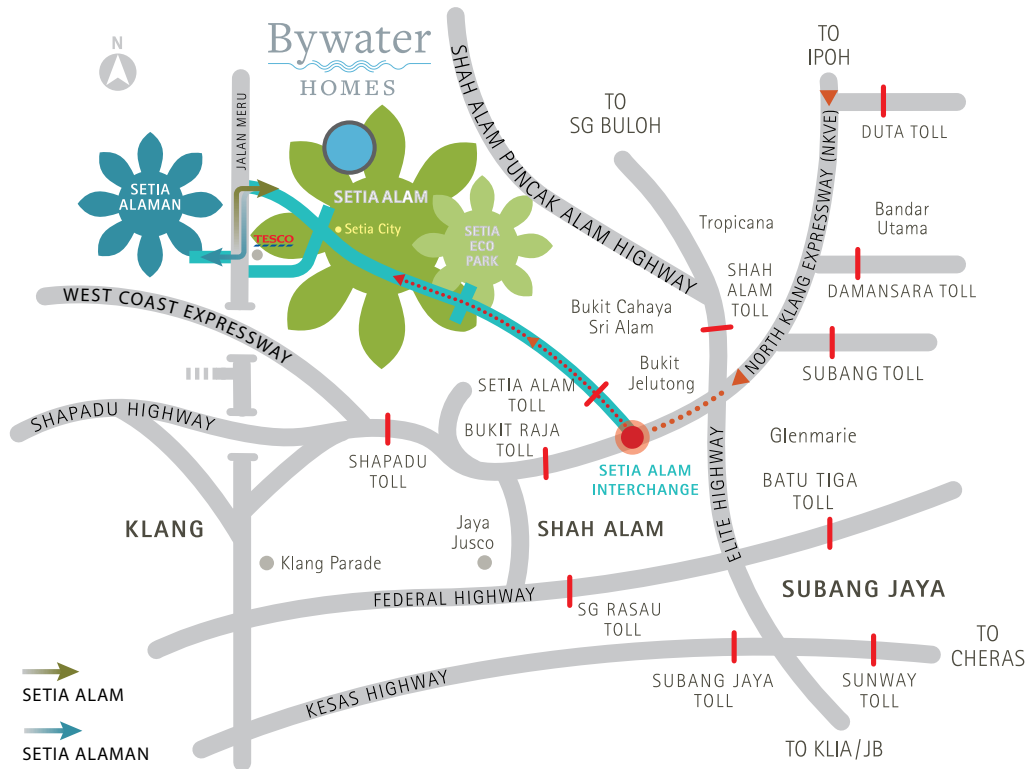 N
Bywater
HOMES
TO
IPOH
TO
SG BULOH
SHAH ALAM PUNCAK ALAM HIGHWAY
JALAN MERU
DUTA TOLL
SETIA
ALAMAN
SETIA ALAM
Setia City
SETIA
ECO
PARK
TESCO
Tropicana
Bandar
Utama
NORTH KLANG EXPRESSWAY (NKVE)
SHAH
ALAM
TOLL
DAMANSARA TOLL
WEST COAST EXPRESSWAY
Bukit Cahaya
Sri Alam
Bukit
Jelutong
SUBANG TOLL
SETIA ALAM
TOLL
SHAPADU HIGHWAY
BUKIT RAJA
TOLL
Glenmarie
SHAPADU
TOLL
SETIA ALAM
INTERCHANGE
BATU TIGA
TOLL
KLANG
Jaya
Jusco
SHAH ALAM
ELITE HIGHWAY
Klang Parade
FEDERAL HIGHWAY
SG RASAU
TOLL
SUBANG JAYA
TO
CHERAS
KESAS HIGHWAY
SUBANG JAYA
TOLL
SUNWAY
TOLL
SETIA ALAM
SETIA ALAMAN
TO KLIA/JB